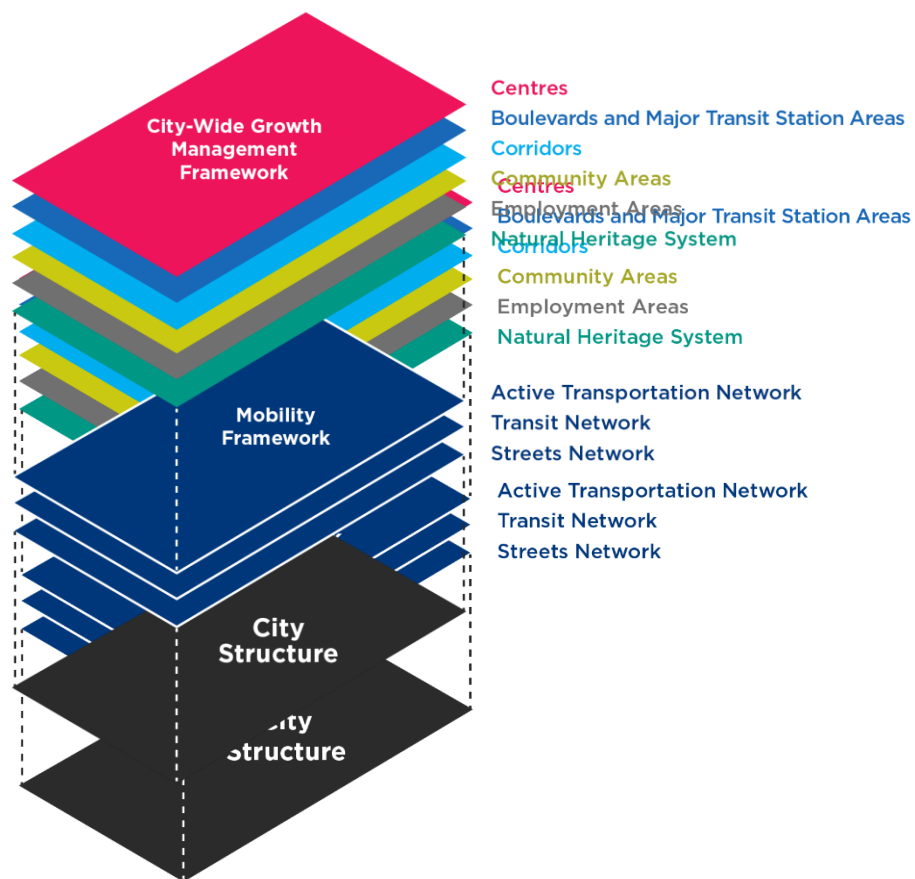 City-Wide Growth
Management
Framework
Centres
Boulevards and Major Transit Station Areas
Corridors
Community Areas
Centres
Employment Areas
Boulevards and Major Transit Station Areas
Natural Heritage System
Corridors
Community Areas
Employment Areas
Natural Heritage System
Mobility
Framework
Active Transportation Network
Transit Network
Streets Network
Active Transportation Network
Transit Network
Streets Network
City
Structure
City
Structure